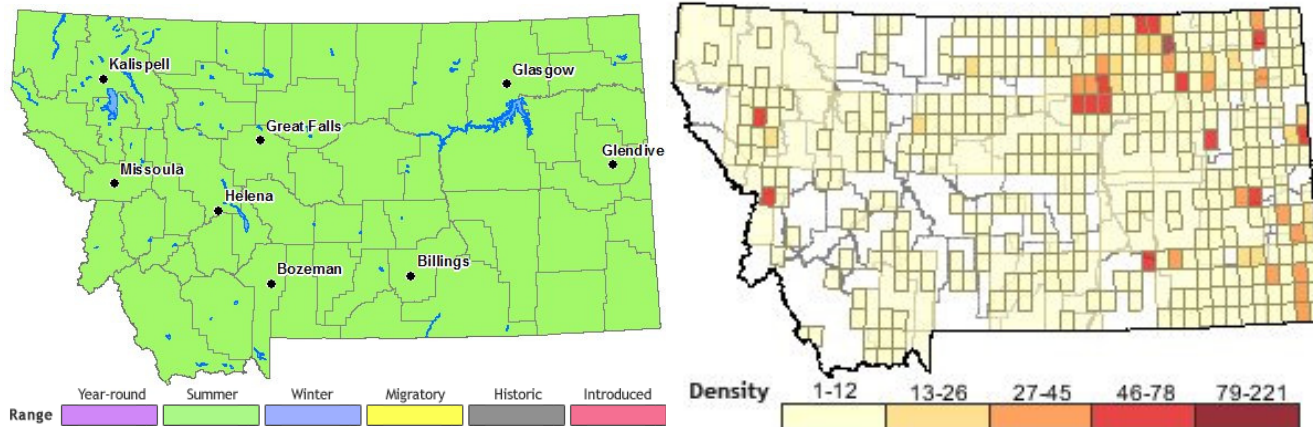 Kalispell
Glasgow
Great Falls
Glendive
Missoula
Helena
Bozeman
Billings
Range Year-round Summer Winter Migratory Historic Introduced
Density 1-12 13-26 27-45 46-78 79-221